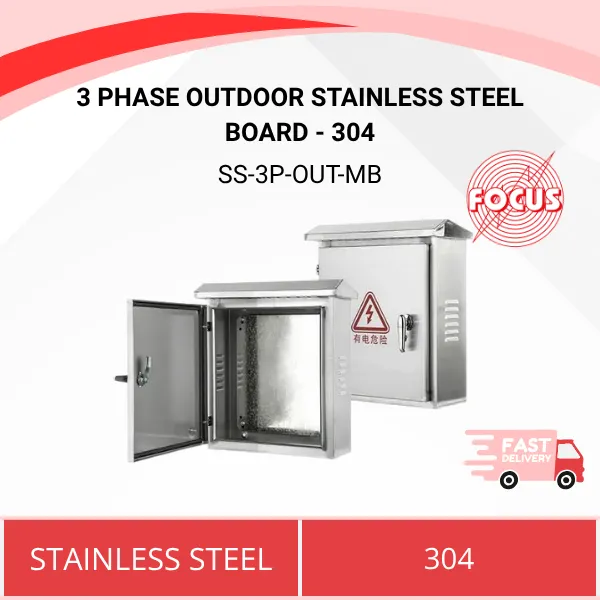 3 PHASE OUTDOOR STAINLESS STEEL
BOARD - 304
SS-3P-OUT-MB
FOCUS
有电危险
FAST
DELIVERY
STAINLESS STEEL
304